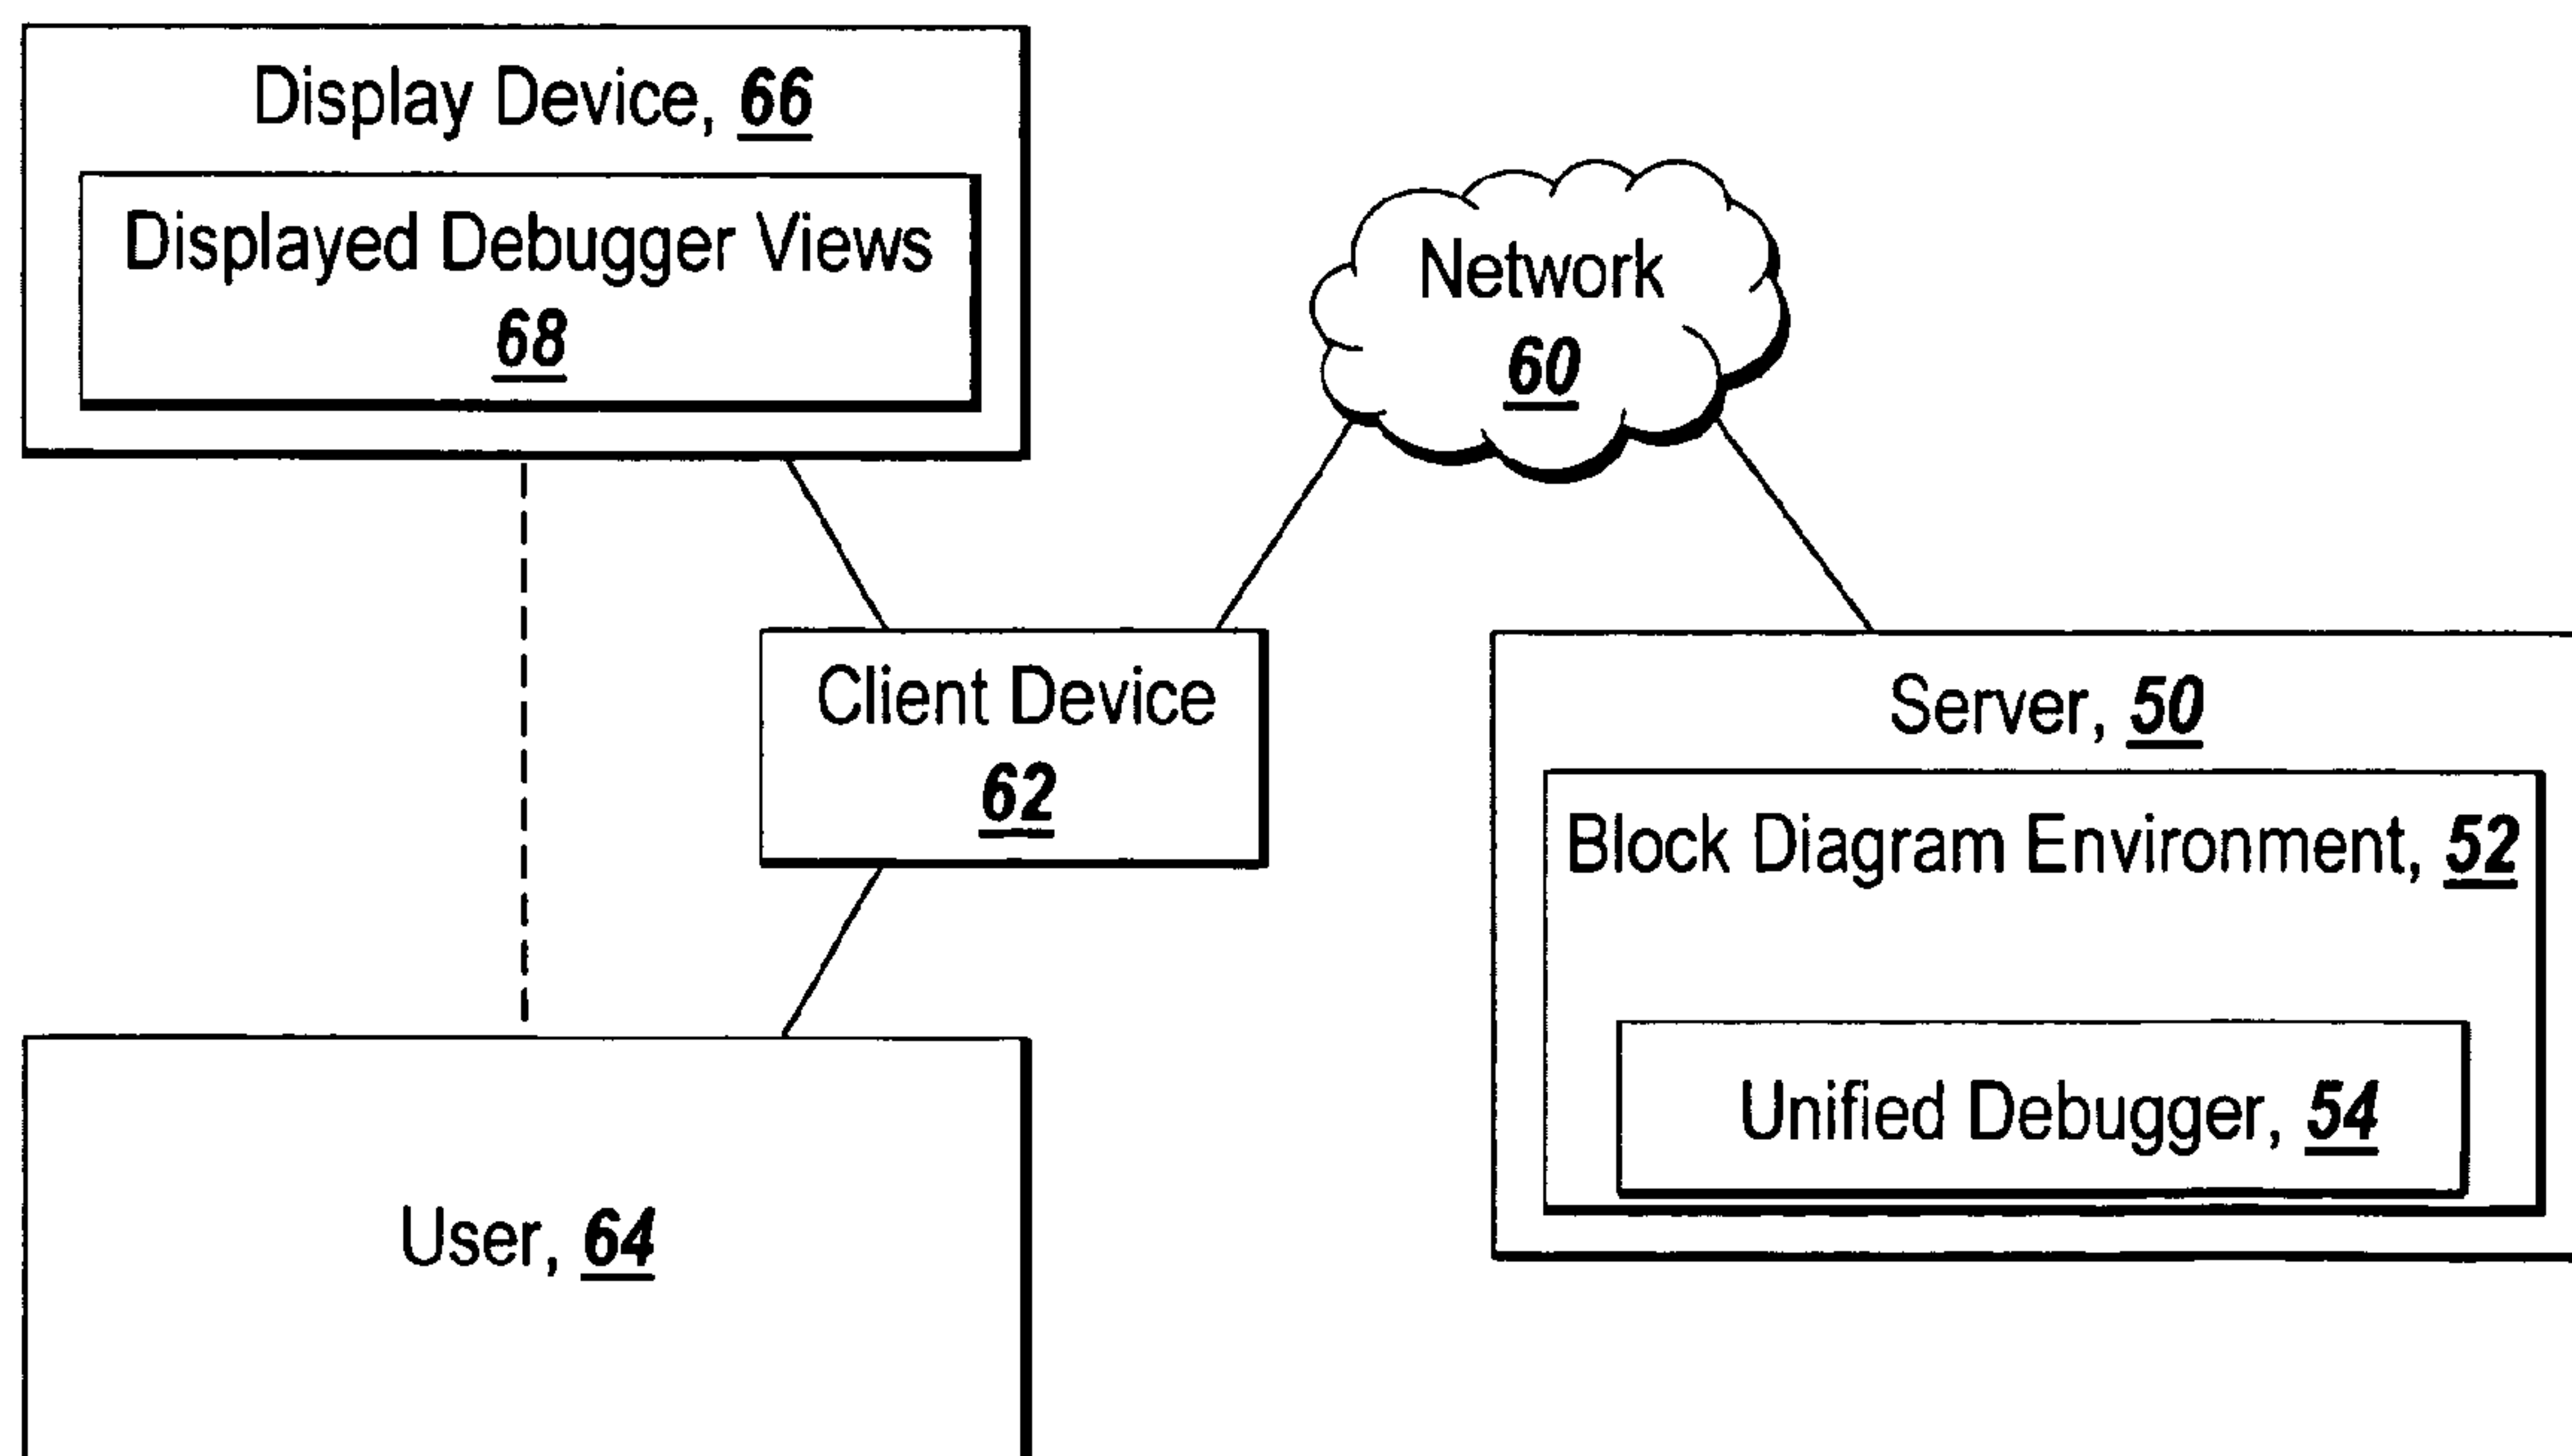 Display Device, 66
Displayed Debugger Views
68
Network
60
Client Device
62
Server, 50
Block Diagram Environment, 52
Unified Debugger, 54
User, 64